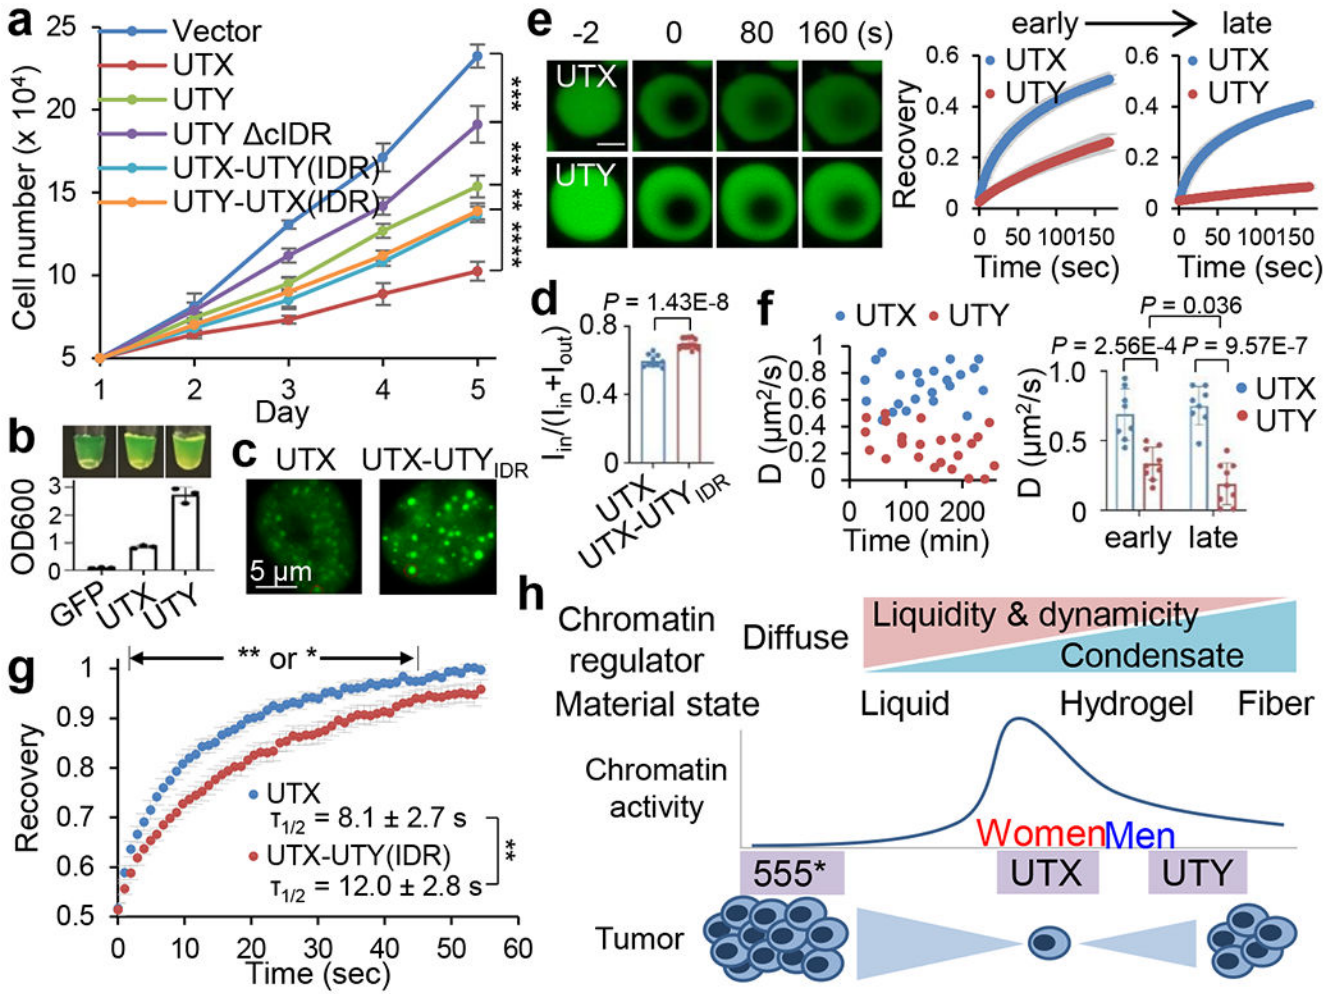 a
25
20
15
10
5
Cell number (x 10⁴)
1 2 3 4 5
Day
Vector
UTX
UTY
UTY ΔcIDR
UTX-UTY(IDR)
UTY-UTX(IDR)
***
***
**
****
b
OD600
3
2
1
0
GFP
UTX
UTY
c
UTX
UTX-UTY IDR
5 µm
d
P = 1.43E-8
0.8
0.4
0
I in/(I in+I out)
UTX
UTX-UTY IDR
e
-2 0 80 160 (s)
UTX
UTY
early
late
Recovery
0.6
0.4
0.2
0
UTX
UTY
0 50 100150
Time (sec)
0.6
0.4
0.2
0
UTX
UTY
0 50 100150
Time (sec)
f
UTX UTY
D (µm²/s)
1
0.8
0.6
0.4
0.2
0
0 100 200
Time (min)
P = 0.036
P = 2.56E-4 P = 9.57E-7
D (µm²/s)
1.0
0.5
0
UTX
UTY
early late
g
** or *
Recovery
1
0.9
0.8
0.7
0.6
0.5
UTX
τ1/2 = 8.1 ± 2.7 s
UTX-UTY(IDR)
τ1/2 = 12.0 ± 2.8 s
**
0 10 20 30 40 50 60
Time (sec)
h
Chromatin
regulator
Diffuse
Liquidity & dynamicity
Condensate
Material state
Liquid
Hydrogel
Fiber
Chromatin
activity
Women
Men
555*
UTX
UTY
Tumor